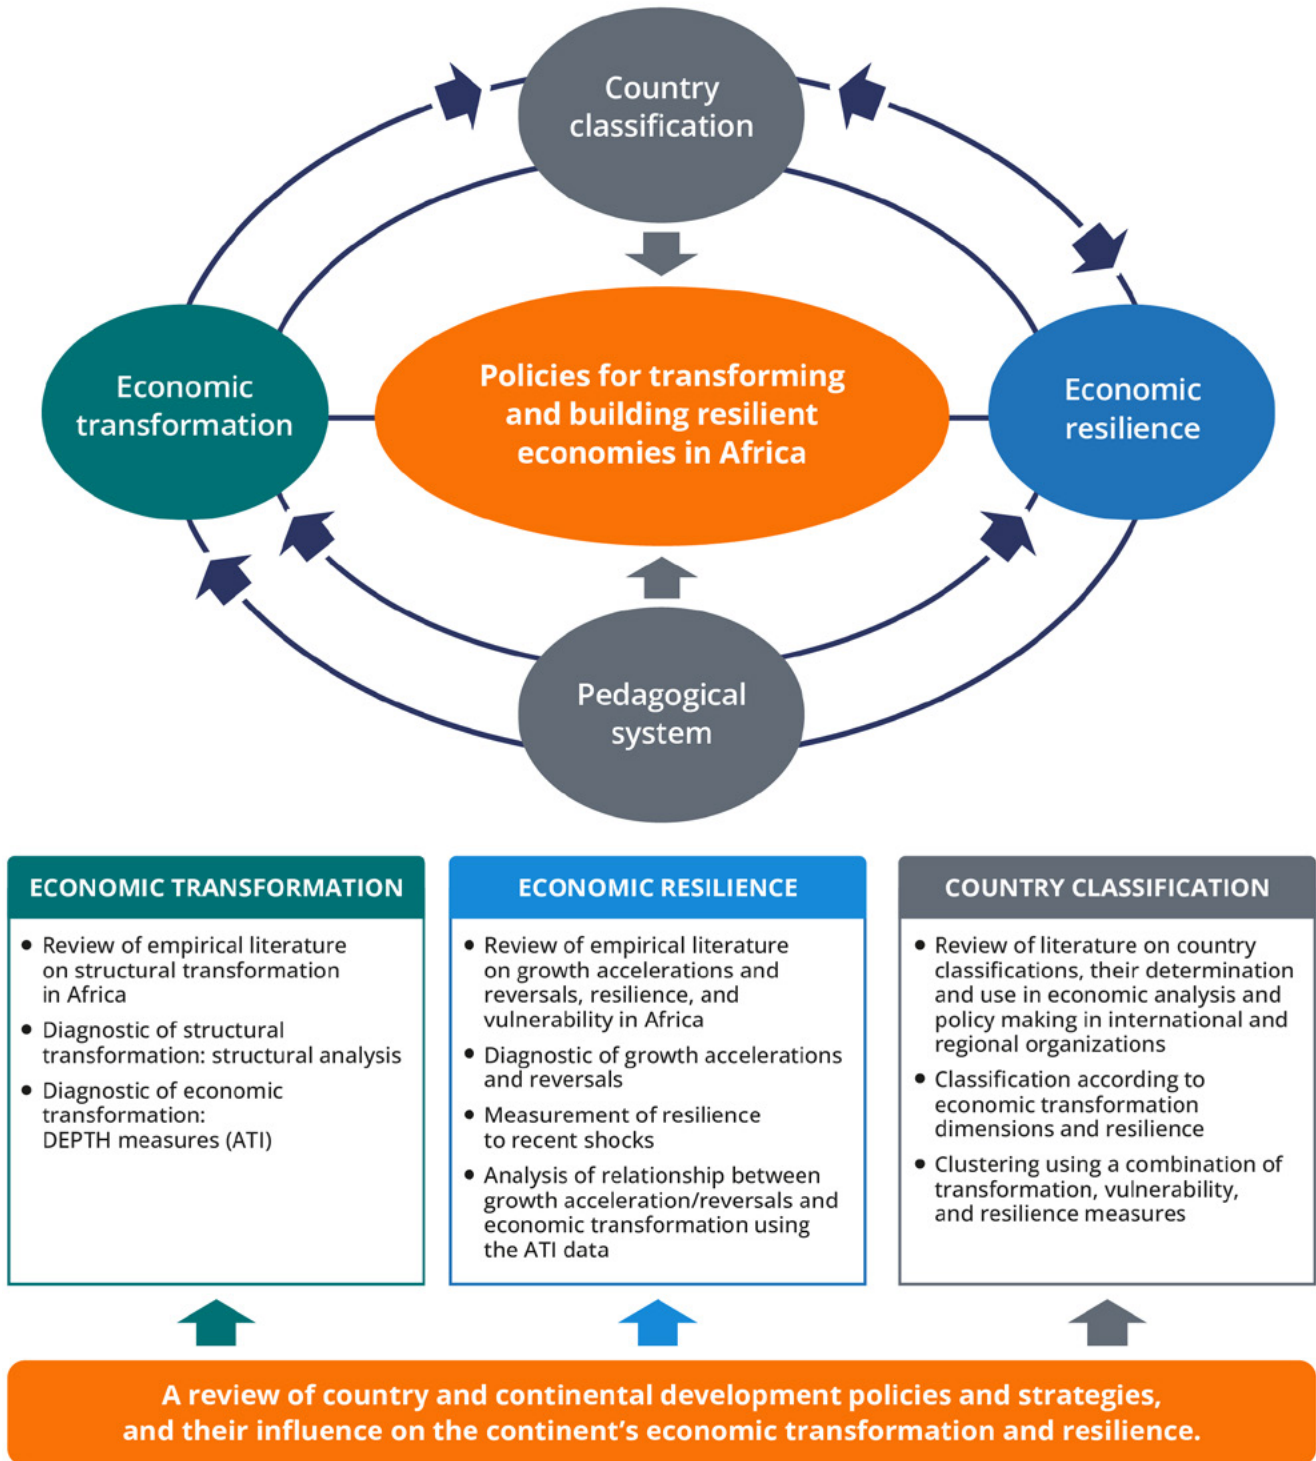 Country
classification
Economic
transformation
Policies for transforming
and building resilient
economies in Africa
Economic
resilience
Pedagogical
system
ECONOMIC TRANSFORMATION
• Review of empirical literature
on structural transformation
in Africa
• Diagnostic of structural
transformation: structural analysis
• Diagnostic of economic
transformation:
DEPTH measures (ATI)
ECONOMIC RESILIENCE
• Review of empirical literature
on growth accelerations and
reversals, resilience, and
vulnerability in Africa
• Diagnostic of growth accelerations
and reversals
• Measurement of resilience
to recent shocks
• Analysis of relationship between
growth acceleration/reversals and
economic transformation using
the ATI data
COUNTRY CLASSIFICATION
• Review of literature on country
classifications, their determination
and use in economic analysis and
policy making in international and
regional organizations
• Classification according to
economic transformation
dimensions and resilience
• Clustering using a combination of
transformation, vulnerability,
and resilience measures
A review of country and continental development policies and strategies,
and their influence on the continent’s economic transformation and resilience.